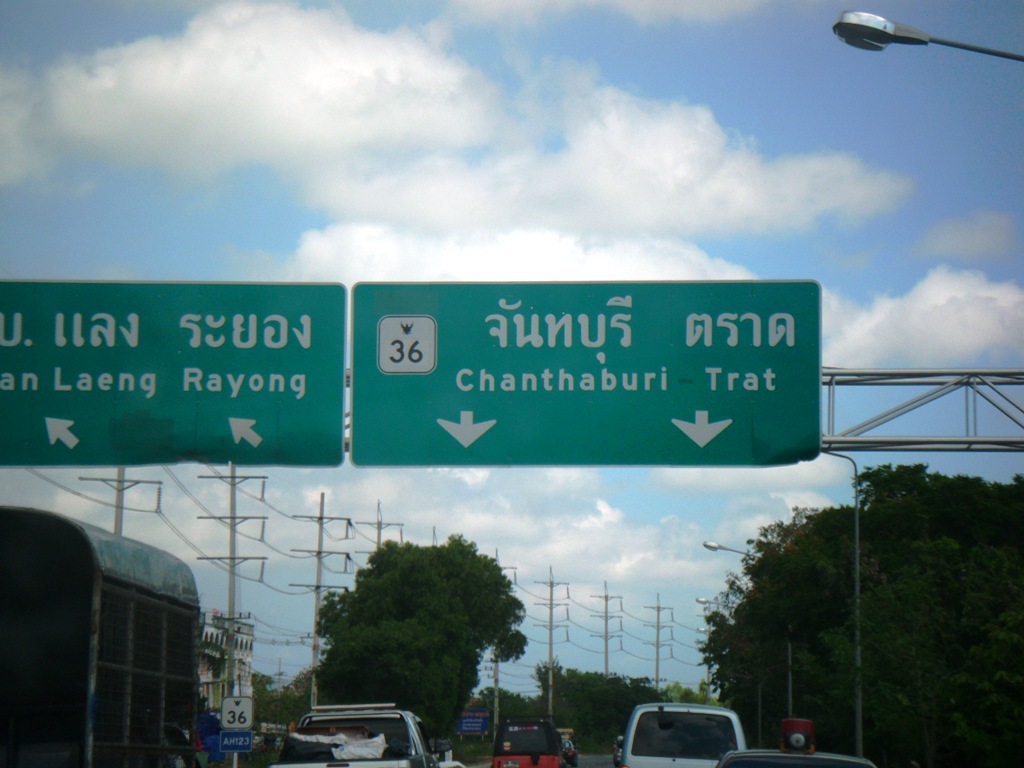 บ. แลง ระยอง
an Laeng Rayong
36
จันทบุรี ตราด
Chanthaburi Trat
36
AH123